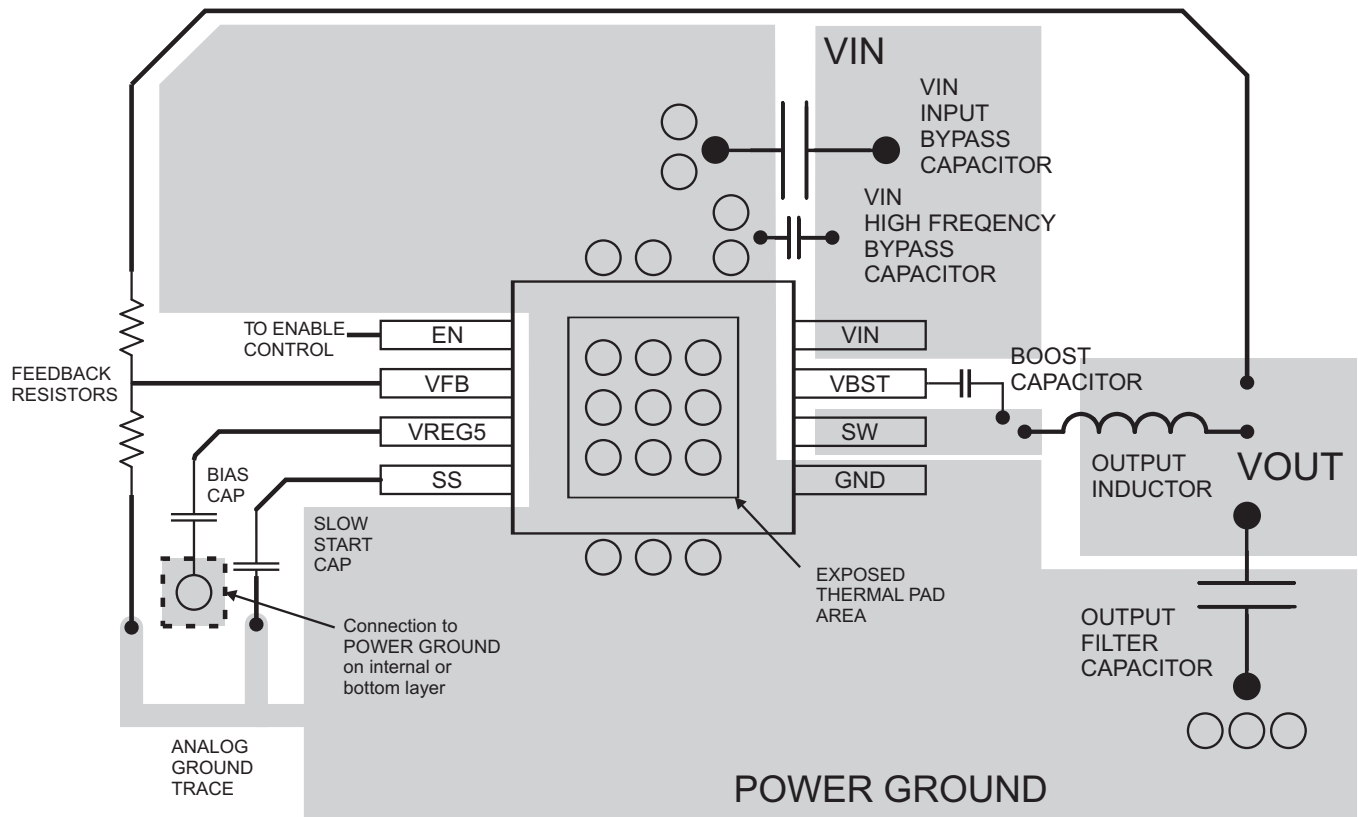 VIN
VIN
INPUT
BYPASS
CAPACITOR
VIN
HIGH FREQENCY
BYPASS
CAPACITOR
TO ENABLE
CONTROL
EN
VIN
FEEDBACK
RESISTORS
VFB
VBST
BOOST
CAPACITOR
VREG5
SW
BIAS
CAP
SS
GND
OUTPUT
INDUCTOR
VOUT
SLOW
START
CAP
EXPOSED
THERMAL PAD
AREA
Connection to
POWER GROUND
on internal or
bottom layer
OUTPUT
FILTER
CAPACITOR
ANALOG
GROUND
TRACE
POWER GROUND